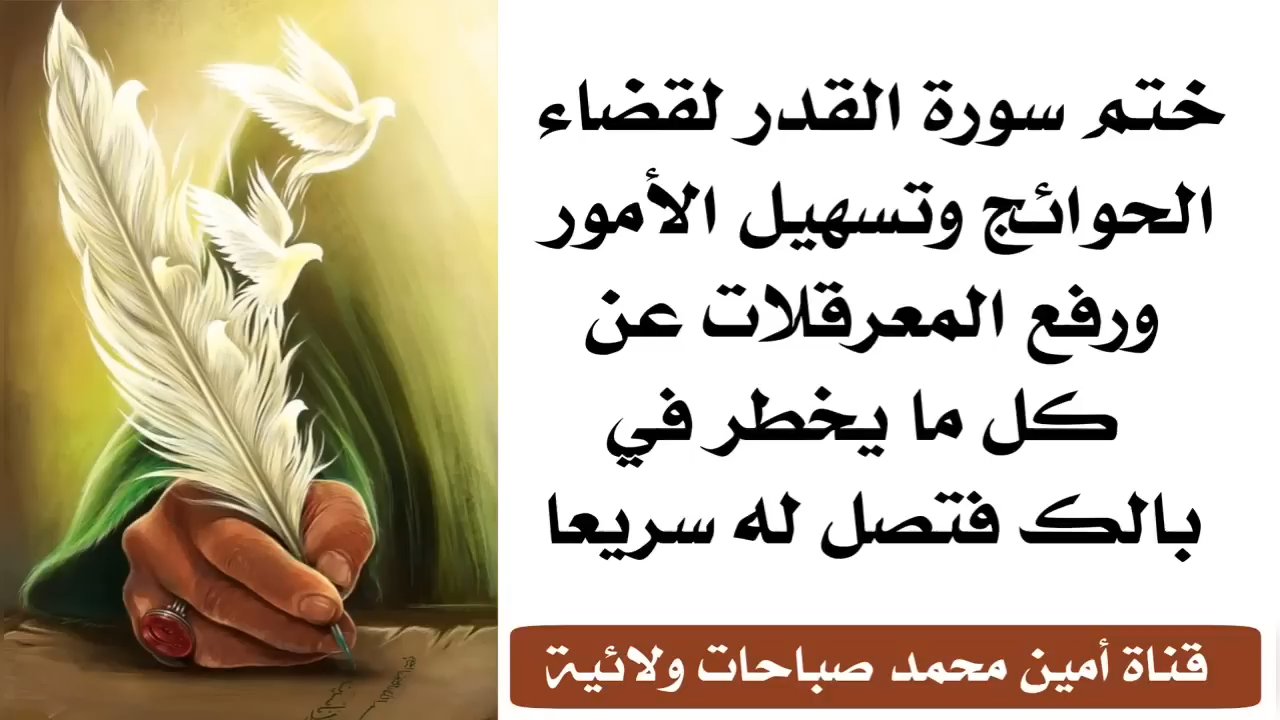 ختم سورة القدر لقضاء
الحوائج وتسهيل الأمور
ورفع المعرقلات عن
كل ما يخطر في
بالك فتصل له سريعا
قناة أمين محمد صباحات ولائية